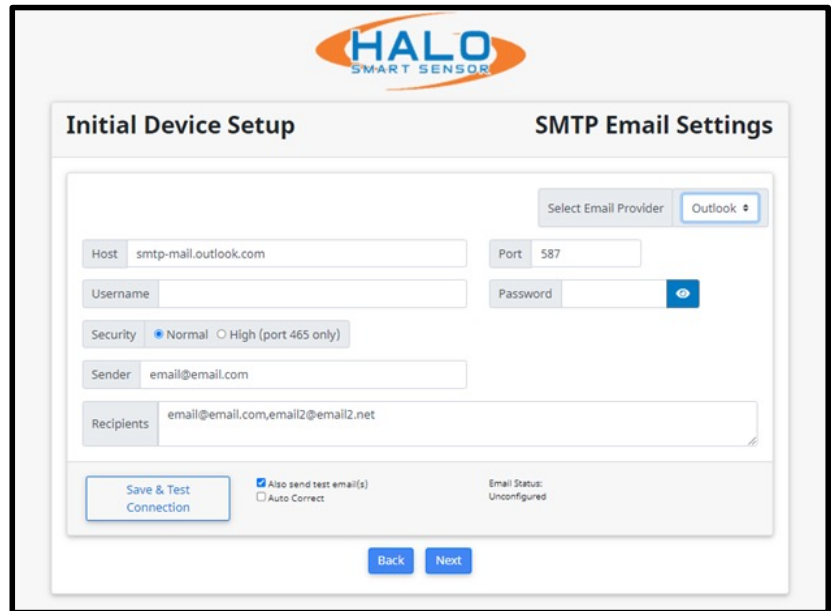 HALO
SMART SENSOR
Initial Device Setup
SMTP Email Settings
Select Email Provider Outlook
Host smtp-mail.outlook.com
Port 587
Username
Password
Security Normal High (port 465 only)
Sender email@email.com
Recipients email@email.com,email2@email2.net
Save & Test
Connection
Also send test email(s)
Auto Correct
Email Status:
Unconfigured
Back Next